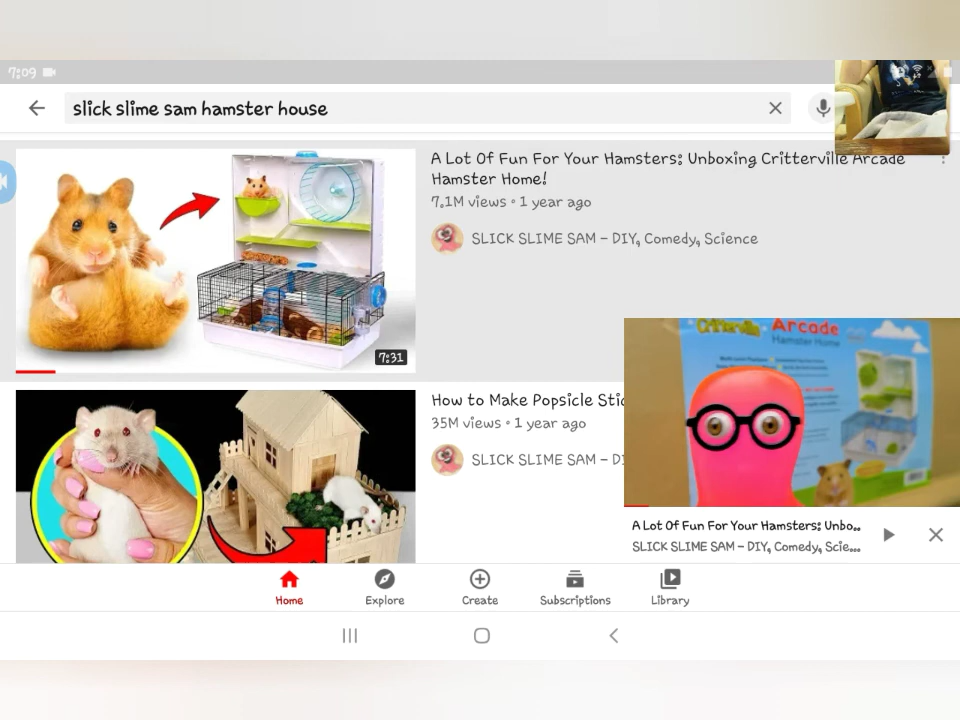 7:09
slick slime sam hamster house
A Lot Of Fun For Your Hamsters: Unboxing Critterville Arcade
Hamster Home!
7.1M views • 1 year ago
SLICK SLIME SAM – DIY, Comedy, Science
7:31
Critterville Arcade
Hamster Home
How to Make Popsicle Stic
35M views • 1 year ago
SLICK SLIME SAM – DI
A Lot Of Fun For Your Hamsters: Unbo..
SLICK SLIME SAM – DIY, Comedy, Scie...
Home Explore Create Subscriptions Library